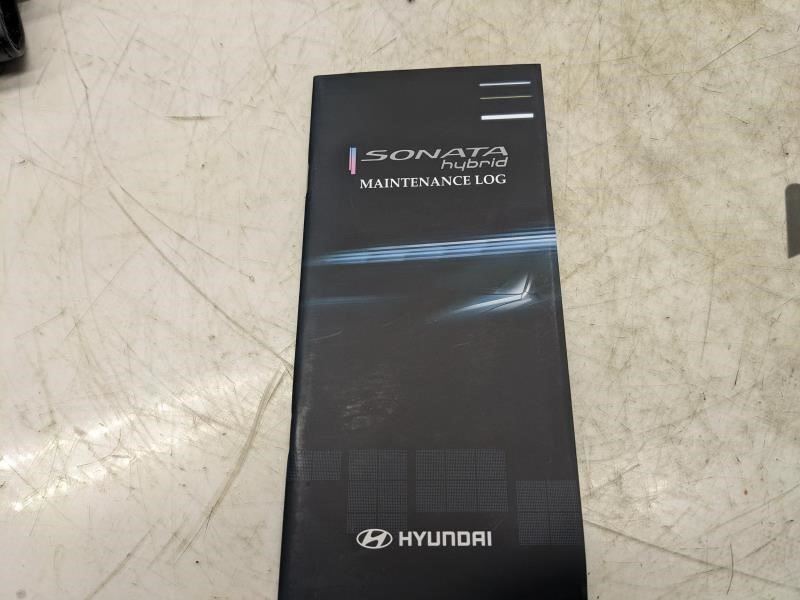 SONATA
hybrid
MAINTENANCE LOG
HYUNDAI